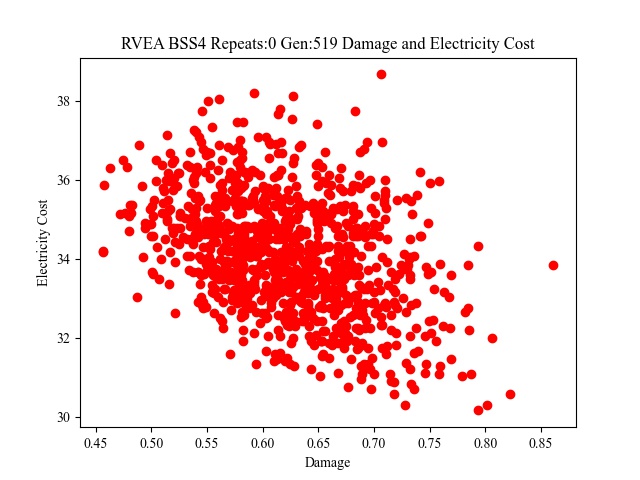 RVEA BSS4 Repeats:0 Gen:519 Damage and Electricity Cost
38
36
34
32
30
Electricity Cost
0.45 0.50 0.55 0.60 0.65 0.70 0.75 0.80 0.85
Damage